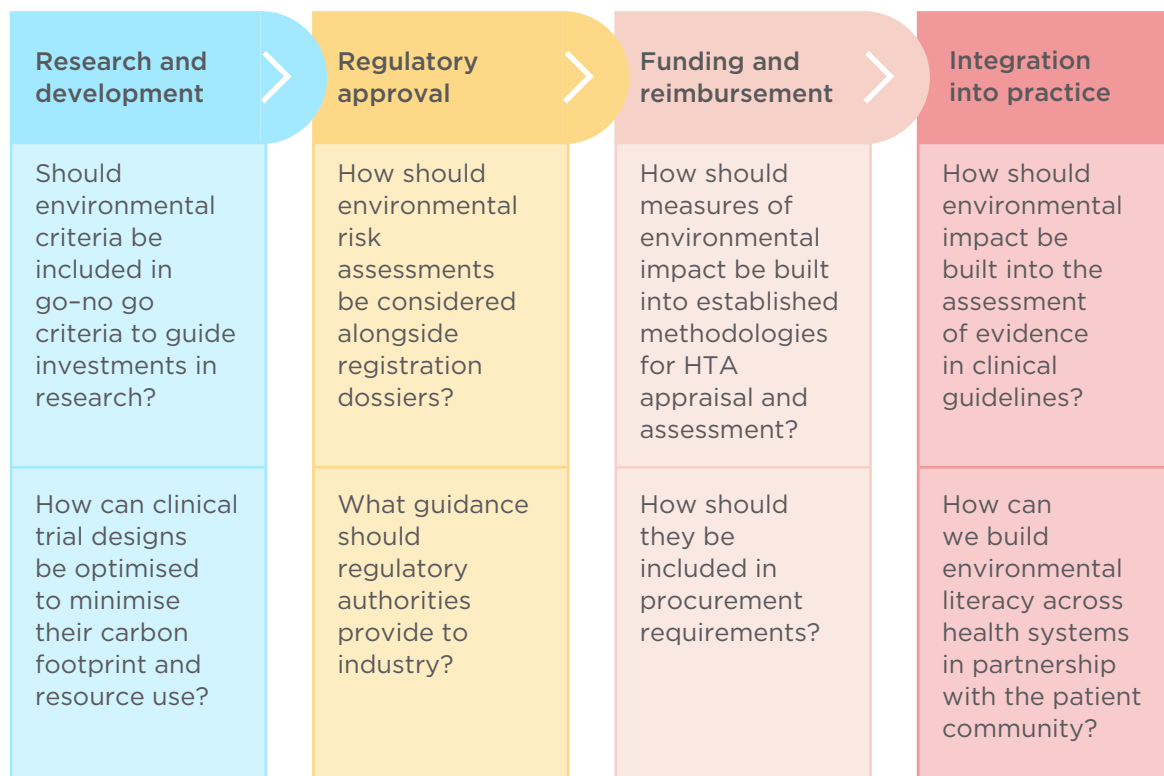 Research and
development
Should
environmental
criteria be
included in
go–no go
criteria to guide
investments in
research?
How can clinical
trial designs
be optimised
to minimise
their carbon
footprint and
resource use?
Regulatory
approval
How should
environmental
risk
assessments
be considered
alongside
registration
dossiers?
What guidance
should
regulatory
authorities
provide to
industry?
Funding and
reimbursement
How should
measures of
environmental
impact be built
into established
methodologies
for HTA
appraisal and
assessment?
How should
they be
included in
procurement
requirements?
Integration
into practice
How should
environmental
impact be
built into the
assessment
of evidence
in clinical
guidelines?
How can
we build
environmental
literacy across
health systems
in partnership
with the patient
community?